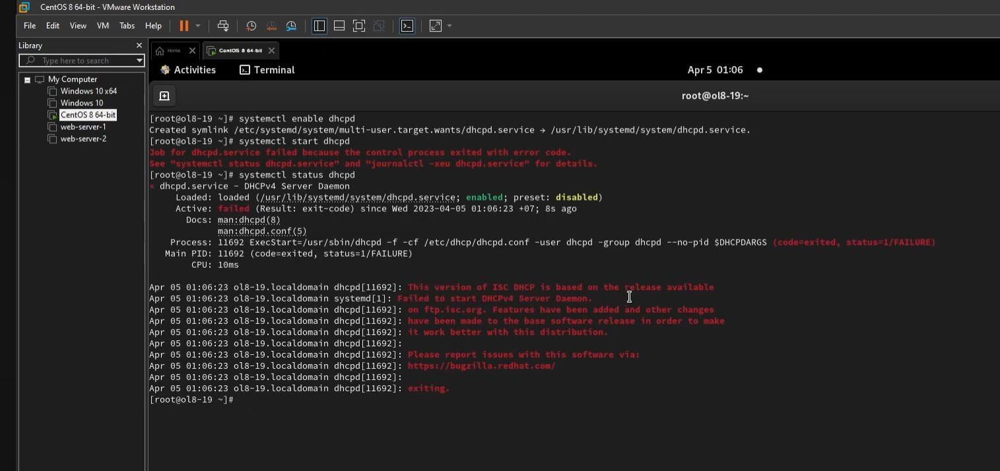 CentOS 8 64-bit - VMware Workstation
File Edit View VM Tabs Help
Library
Type here to search
My Computer
Windows 10 x64
Windows 10
CentOS 8 64-bit
web-server-1
web-server-2
Home CentOS 8 64-bit
Activities Terminal Apr 5 01:06
root@ol8-19:~
[root@ol8-19 ~]# systemctl enable dhcpd
Created symlink /etc/systemd/system/multi-user.target.wants/dhcpd.service → /usr/lib/systemd/system/dhcpd.service.
[root@ol8-19 ~]# systemctl start dhcpd
Job for dhcpd.service failed because the control process exited with error code.
See "systemctl status dhcpd.service" and "journalctl -xeu dhcpd.service" for details.
[root@ol8-19 ~]# systemctl status dhcpd
× dhcpd.service - DHCPv4 Server Daemon
Loaded: loaded (/usr/lib/systemd/system/dhcpd.service; enabled; preset: disabled)
Active: failed (Result: exit-code) since Wed 2023-04-05 01:06:23 +07; 8s ago
Docs: man:dhcpd(8)
man:dhcpd.conf(5)
Process: 11692 ExecStart=/usr/sbin/dhcpd -f -cf /etc/dhcp/dhcpd.conf -user dhcpd -group dhcpd --no-pid $DHCPDARGS (code=exited, status=1/FAILURE)
Main PID: 11692 (code=exited, status=1/FAILURE)
CPU: 10ms
Apr 05 01:06:23 ol8-19.localdomain dhcpd[11692]: This version of ISC DHCP is based on the release available
Apr 05 01:06:23 ol8-19.localdomain systemd[1]: Failed to start DHCPv4 Server Daemon.
Apr 05 01:06:23 ol8-19.localdomain dhcpd[11692]: on ftp.isc.org. Features have been added and other changes
Apr 05 01:06:23 ol8-19.localdomain dhcpd[11692]: have been made to the base software release in order to make
Apr 05 01:06:23 ol8-19.localdomain dhcpd[11692]: it work better with this distribution.
Apr 05 01:06:23 ol8-19.localdomain dhcpd[11692]:
Apr 05 01:06:23 ol8-19.localdomain dhcpd[11692]: Please report issues with this software via:
Apr 05 01:06:23 ol8-19.localdomain dhcpd[11692]: https://bugzilla.redhat.com/
Apr 05 01:06:23 ol8-19.localdomain dhcpd[11692]:
Apr 05 01:06:23 ol8-19.localdomain dhcpd[11692]: exiting.
[root@ol8-19 ~]#